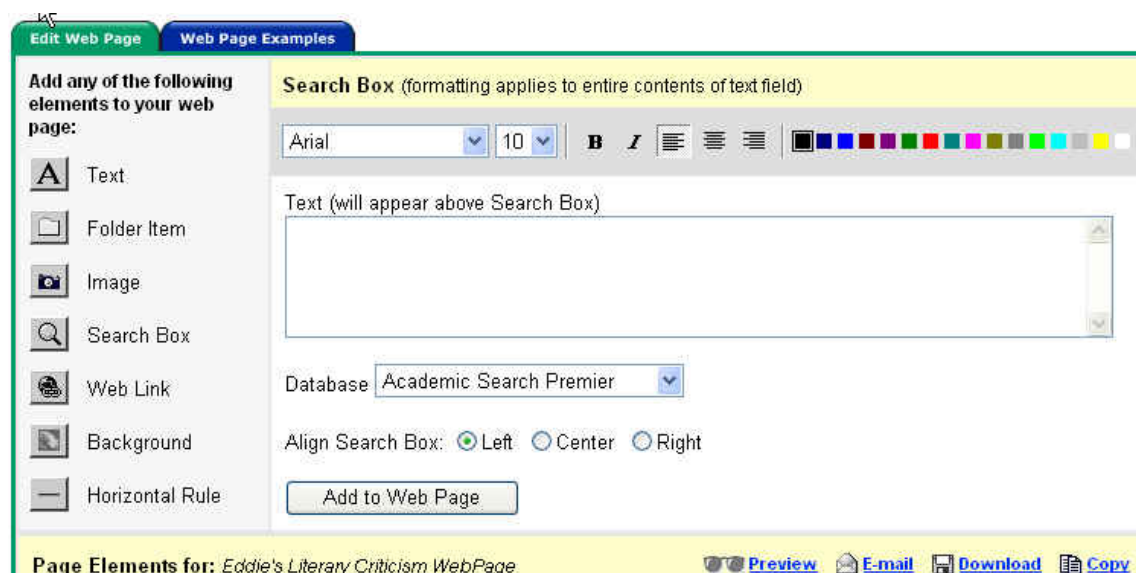 Edit Web Page Web Page Examples
Add any of the following
elements to your web
page:
Text
Folder Item
Image
Search Box
Web Link
Background
Horizontal Rule
Search Box (formatting applies to entire contents of text field)
Arial 10 B I
Text (will appear above Search Box)
Database Academic Search Premier
Align Search Box: Left Center Right
Add to Web Page
Page Elements for: Eddie's Literary Criticism WebPage Preview E-mail Download Copy